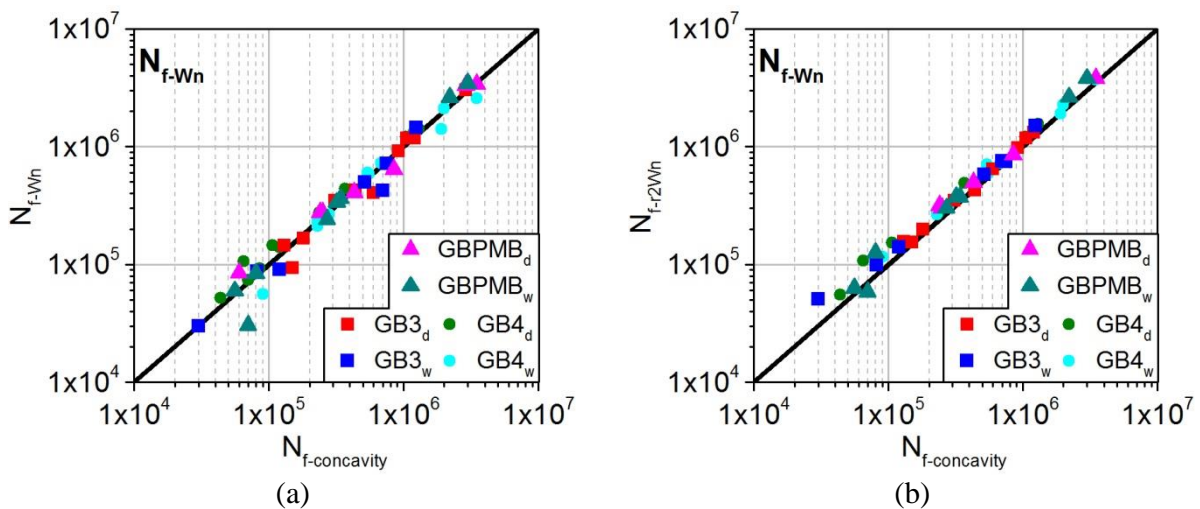 N_f-Wn
1x10^7
1x10^6
1x10^5
1x10^4
N_f-Wn
GBPMB_d
GBPMB_w
GB3_d GB4_d
GB3_w GB4_w
1x10^4 1x10^5 1x10^6 1x10^7
N_f-concavity
(a)
N_f-Wn
1x10^7
1x10^6
1x10^5
1x10^4
N_f-r2Wn
GBPMB_d
GBPMB_w
GB3_d GB4_d
GB3_w GB4_w
1x10^4 1x10^5 1x10^6 1x10^7
N_f-concavity
(b)